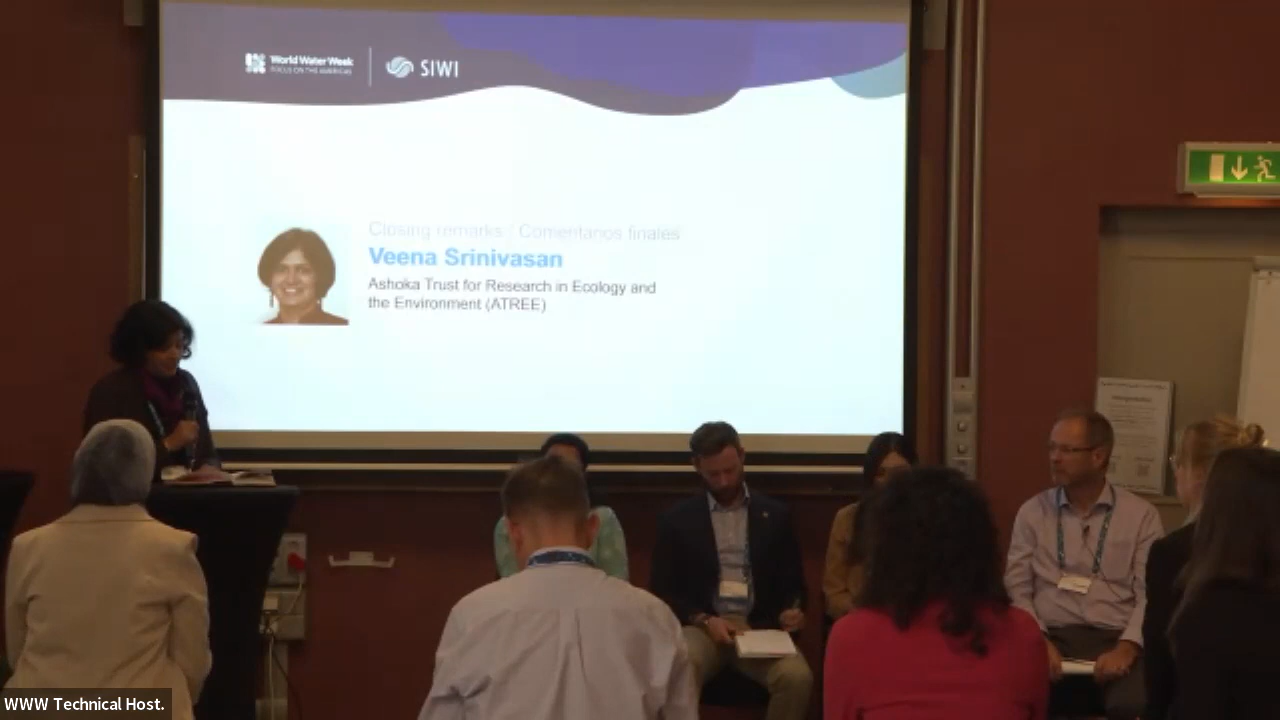 World Water Week
FOCUS ON THE AMERICAS
SIWI
Closing remarks / Comentarios finales
Veena Srinivasan
Ashoka Trust for Research in Ecology and
the Environment (ATREE)
WWW Technical Host.